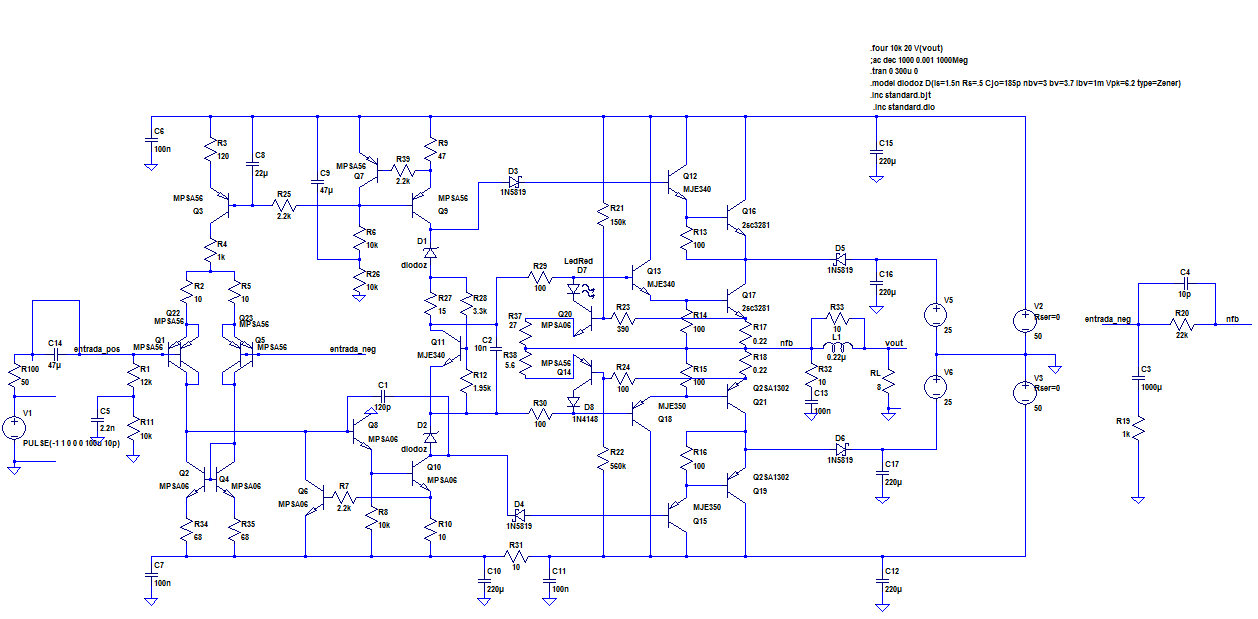 .four 10k 20 V(vout)
;ac dec 1000 0.001 1000Meg
.tran 0 300u 0
.model diodoz D(Is=1.5n Rs=.5 Cjo=185p nbv=3 bv=3.7 Ibv=1m Vpk=6.2 type=Zener)
.inc standard.bjt
.inc standard.dio
C6
100n
R3
120
C8
22µ
C9
47µ
MPSA56
Q7
R39
2.2k
R9
47
MPSA56
Q3
R25
2.2k
MPSA56
Q9
D3
1N5819
Q12
MJE340
C15
220µ
R21
150k
Q16
2sc3281
R4
1k
R6
10k
D1
diodoz
R13
100
R26
10k
LedRed
D7
R29
100
Q13
MJE340
D5
1N5819
C16
220µ
R2
10
R5
10
R27
15
R28
3.3k
Q17
2sc3281
C4
10p
V5
25
V2
Rser=0
50
Q22
MPSA56
Q23
MPSA56
R37
27
Q20
MPSA06
R23
390
R14
100
R17
0.22
R33
10
L1
0.22µ
entrada_neg
R20
22k
nfb
Q1
MPSA56
Q5
MPSA56
Q11
MJE340
C2
10n
nfb
vout
C14
47µ
entrada_pos
entrada_neg
R38
5.6
MPSA56
Q14
R24
100
R15
100
R18
0.22
R32
10
RL
8
V6
25
V3
Rser=0
50
C3
1000µ
R100
50
R1
12k
R12
1.95k
C1
120p
D8
1N4148
Q2SA1302
Q21
C13
100n
V1
PULSE(-1 1 0 0 0 100u 10p)
C5
2.2n
R11
10k
Q8
MPSA06
D2
diodoz
R30
100
MJE350
Q18
R19
1k
D6
1N5819
Q2
MPSA06
Q4
MPSA06
Q6
MPSA06
R7
2.2k
Q10
MPSA06
R22
560k
R16
100
Q2SA1302
Q19
C17
220µ
R34
68
R35
68
R8
10k
R10
10
D4
1N5819
MJE350
Q15
C7
100n
R31
10
C10
220µ
C11
100n
C12
220µ